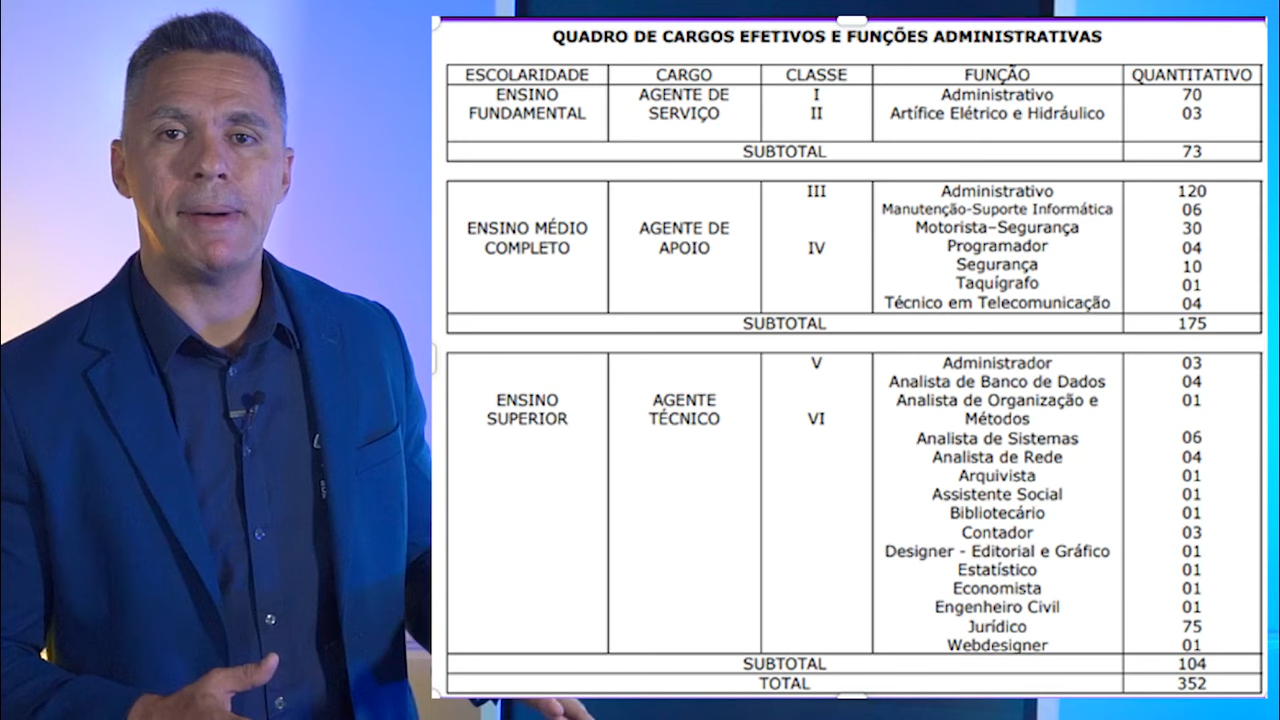 QUADRO DE CARGOS EFETIVOS E FUNÇÕES ADMINISTRATIVAS
ESCOLARIDADE CARGO CLASSE FUNÇÃO QUANTITATIVO
ENSINO AGENTE DE I Administrativo 70
FUNDAMENTAL SERVIÇO II Artífice Elétrico e Hidráulico 03
SUBTOTAL 73
III Administrativo 120
Manutenção-Suporte Informática 06
ENSINO MÉDIO AGENTE DE Motorista–Segurança 30
COMPLETO APOIO IV Programador 04
Segurança 10
Taquígrafo 01
Técnico em Telecomunicação 04
SUBTOTAL 175
V Administrador 03
Analista de Banco de Dados 04
ENSINO AGENTE Analista de Organização e 01
SUPERIOR TÉCNICO VI Métodos
Analista de Sistemas 06
Analista de Rede 04
Arquivista 01
Assistente Social 01
Bibliotecário 01
Contador 03
Designer - Editorial e Gráfico 01
Estatístico 01
Economista 01
Engenheiro Civil 01
Jurídico 75
Webdesigner 01
SUBTOTAL 104
TOTAL 352